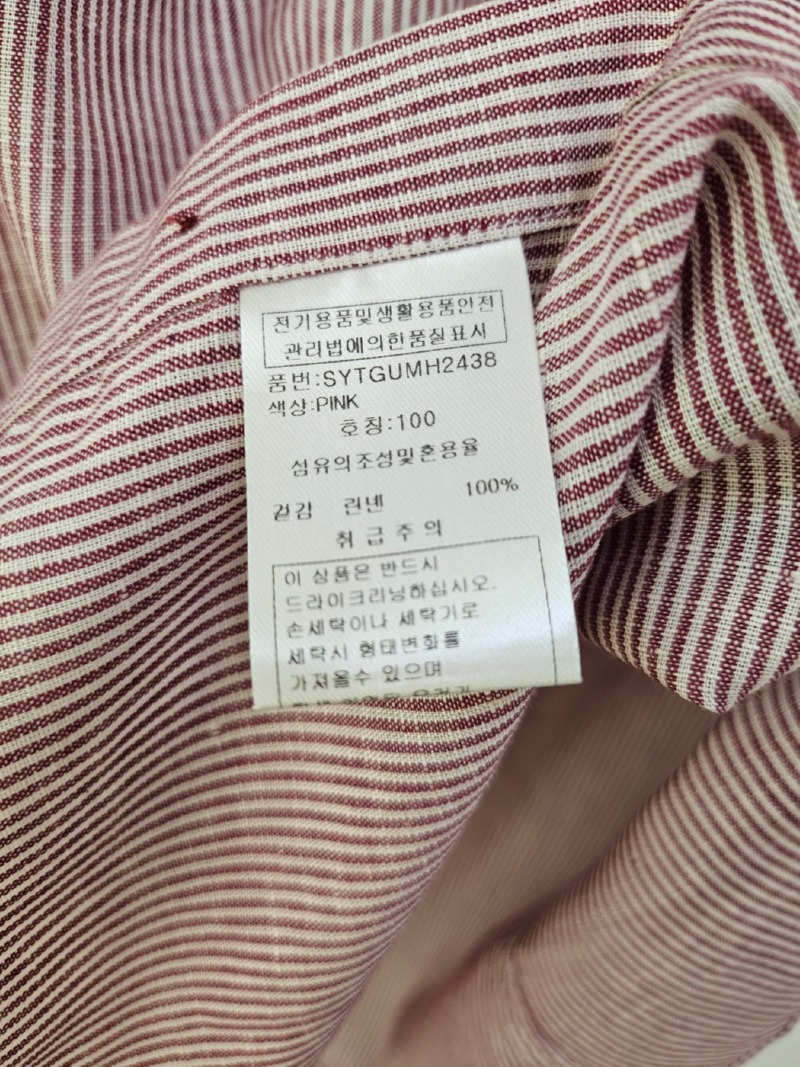 전기용품및생활용품안전
관리법에의한품질표시
품번:SYTGUMH2438
색상:PINK
호칭:100
섬유의조성및혼용율
겉감 린넨 100%
취급주의
이 상품은 반드시
드라이크리닝하십시오.
손세탁이나 세탁기로
세탁시 형태변화를
가져올수 있으며